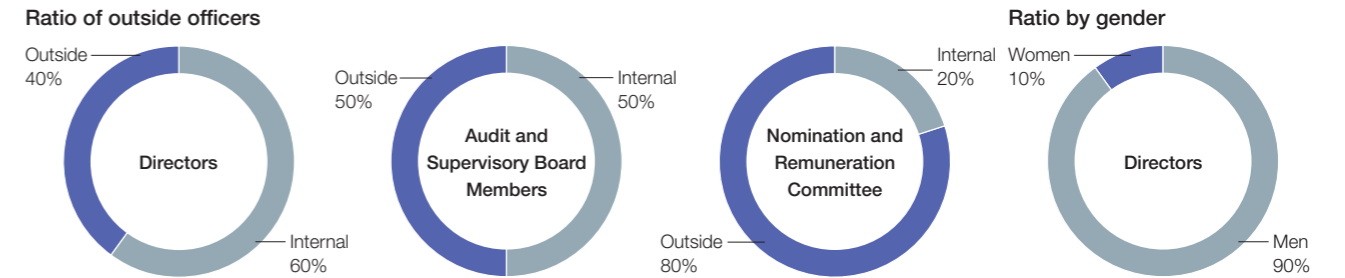 Ratio of outside officers
Outside
40%
Directors
Internal
60%
Outside
50%
Audit and
Supervisory Board
Members
Internal
50%
Nomination and
Remuneration
Committee
Internal
20%
Outside
80%
Ratio by gender
Women
10%
Directors
Men
90%